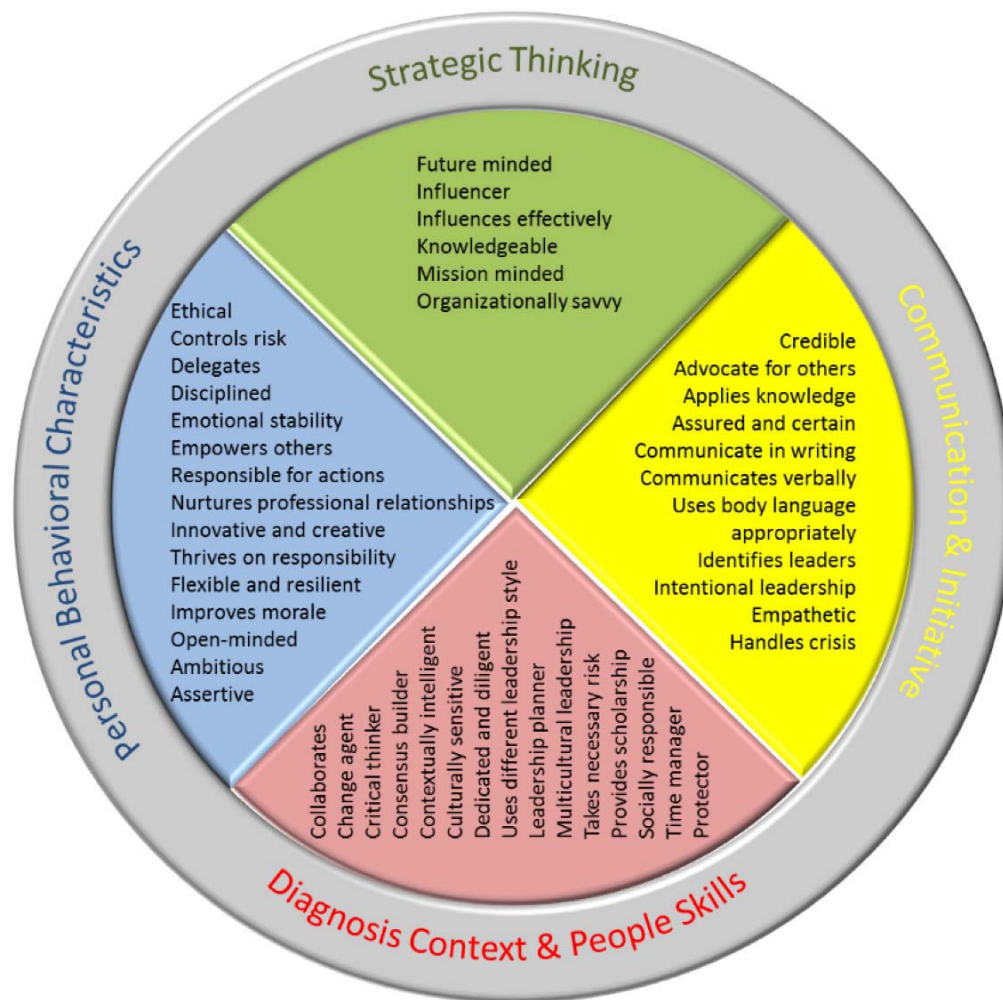 Strategic Thinking
Future minded
Influencer
Influences effectively
Knowledgeable
Mission minded
Organizationally savvy
Personal Behavioral Characteristics
Ethical
Controls risk
Delegates
Disciplined
Emotional stability
Empowers others
Responsible for actions
Nurtures professional relationships
Innovative and creative
Thrives on responsibility
Flexible and resilient
Improves morale
Open-minded
Ambitious
Assertive
Communication & Initiative
Credible
Advocate for others
Applies knowledge
Assured and certain
Communicate in writing
Communicates verbally
Uses body language
appropriately
Identifies leaders
Intentional leadership
Empathetic
Handles crisis
Collaborates
Change agent
Critical thinker
Consensus builder
Contextually intelligent
Culturally sensitive
Dedicated and diligent
Uses different leadership style
Leadership planner
Multicultural leadership
Takes necessary risk
Provides scholarship
Socially responsible
Time manager
Protector
Diagnosis Context & People Skills